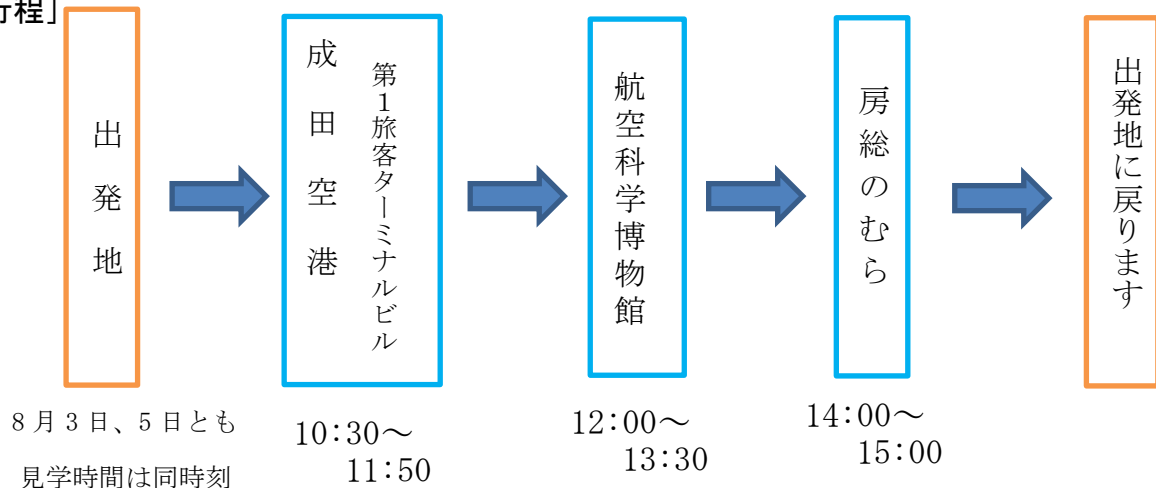 行程］
出発地
成田空港
第１旅客ターミナルビル
航空科学博物館
房総のむら
出発地に戻ります
8月3日、5日とも
見学時間は同時刻
10:30～
11:50
12:00～
13:30
14:00～
15:00